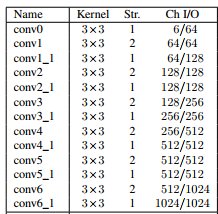 Name Kernel Str. Ch I/O
conv0 3×3 1 6/64
conv1 3×3 2 64/64
conv1_1 3×3 1 64/128
conv2 3×3 2 128/128
conv2_1 3×3 1 128/128
conv3 3×3 2 128/256
conv3_1 3×3 1 256/256
conv4 3×3 2 256/512
conv4_1 3×3 1 512/512
conv5 3×3 2 512/512
conv5_1 3×3 1 512/512
conv6 3×3 2 512/1024
conv6_1 3×3 1 1024/1024